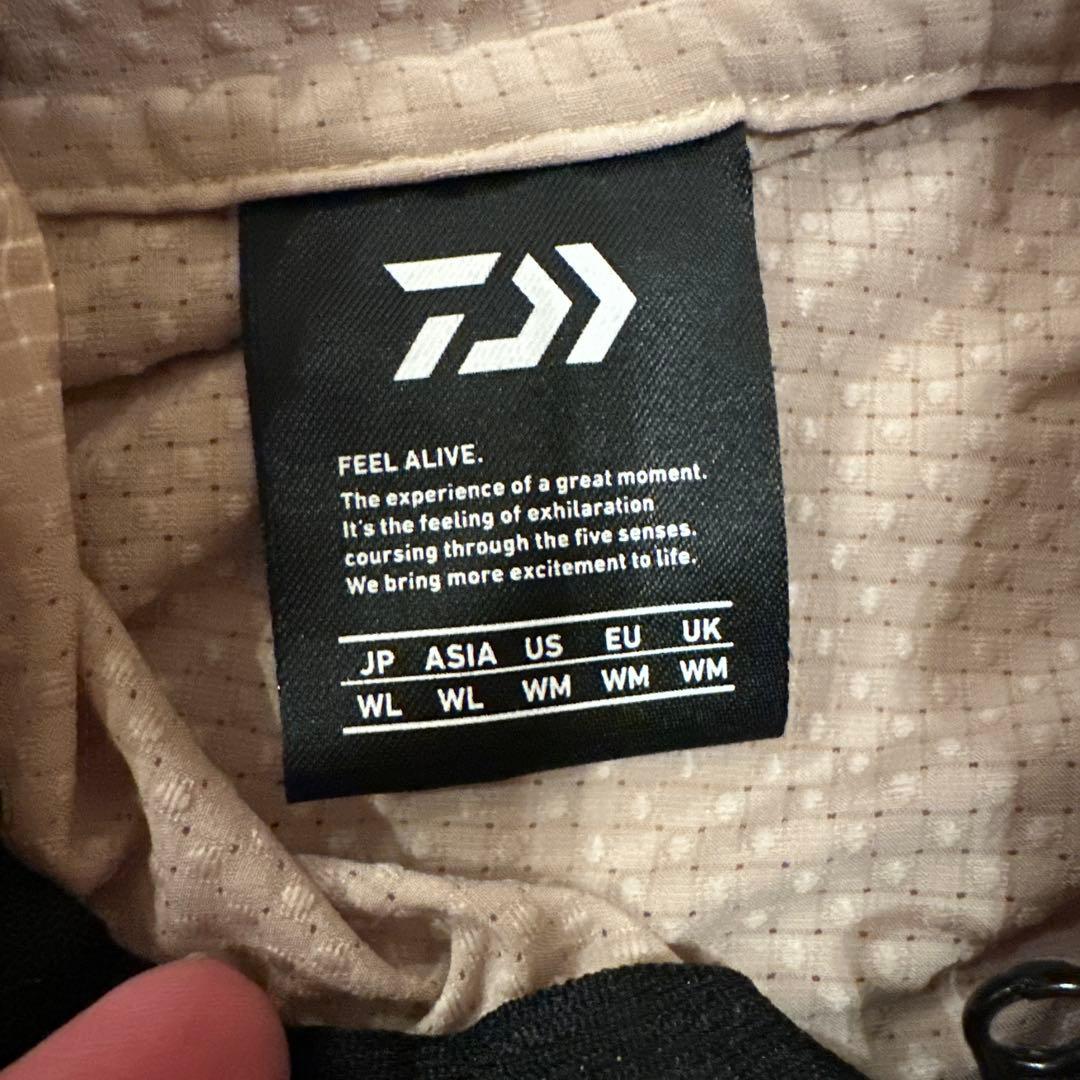 FEEL ALIVE.
The experience of a great moment.
It's the feeling of exhilaration
coursing through the five senses.
We bring more excitement to life.
JP ASIA US EU UK
WL WL WM WM WM